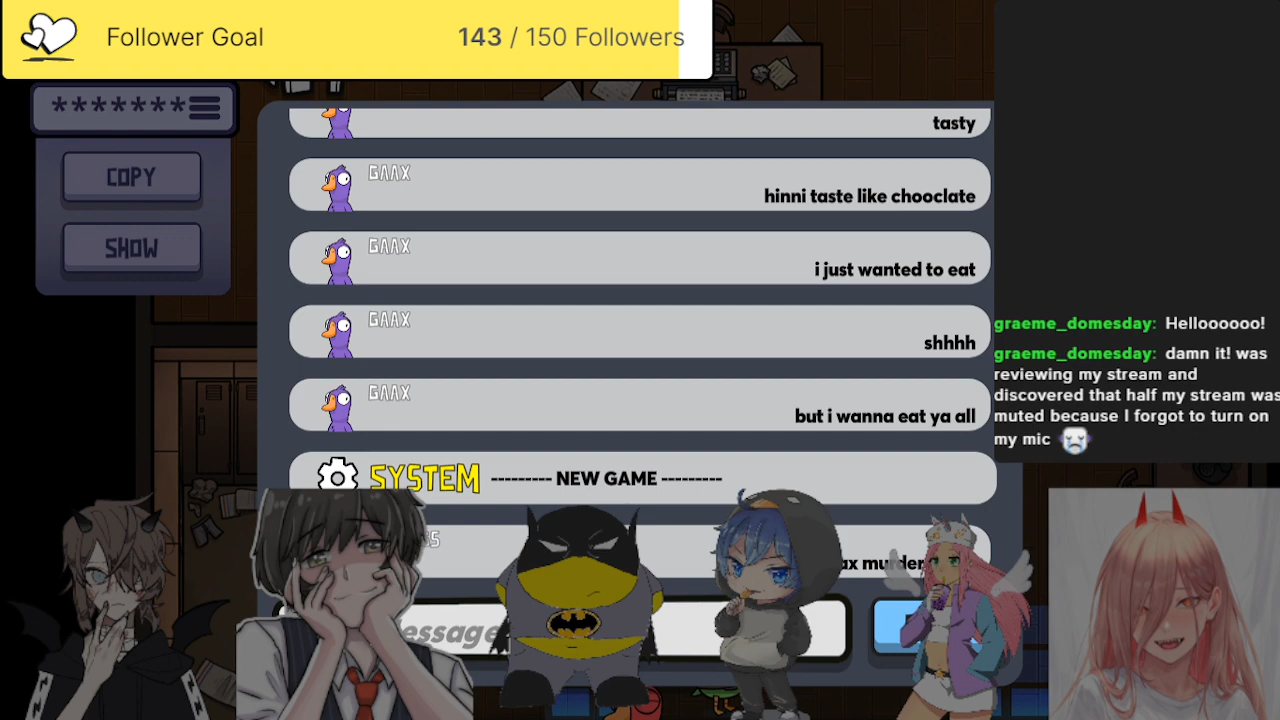 Follower Goal 143 / 150 Followers
*******
COPY
SHOW
tasty
GAAX
hinni taste like chooclate
GAAX
i just wanted to eat
GAAX
shhhh
GAAX
but i wanna eat ya all
SYSTEM --------- NEW GAME ---------
graeme_domesday: Helloooooo!
graeme_domesday: damn it! was
reviewing my stream and
discovered that half my stream was
muted because I forgot to turn on
my mic